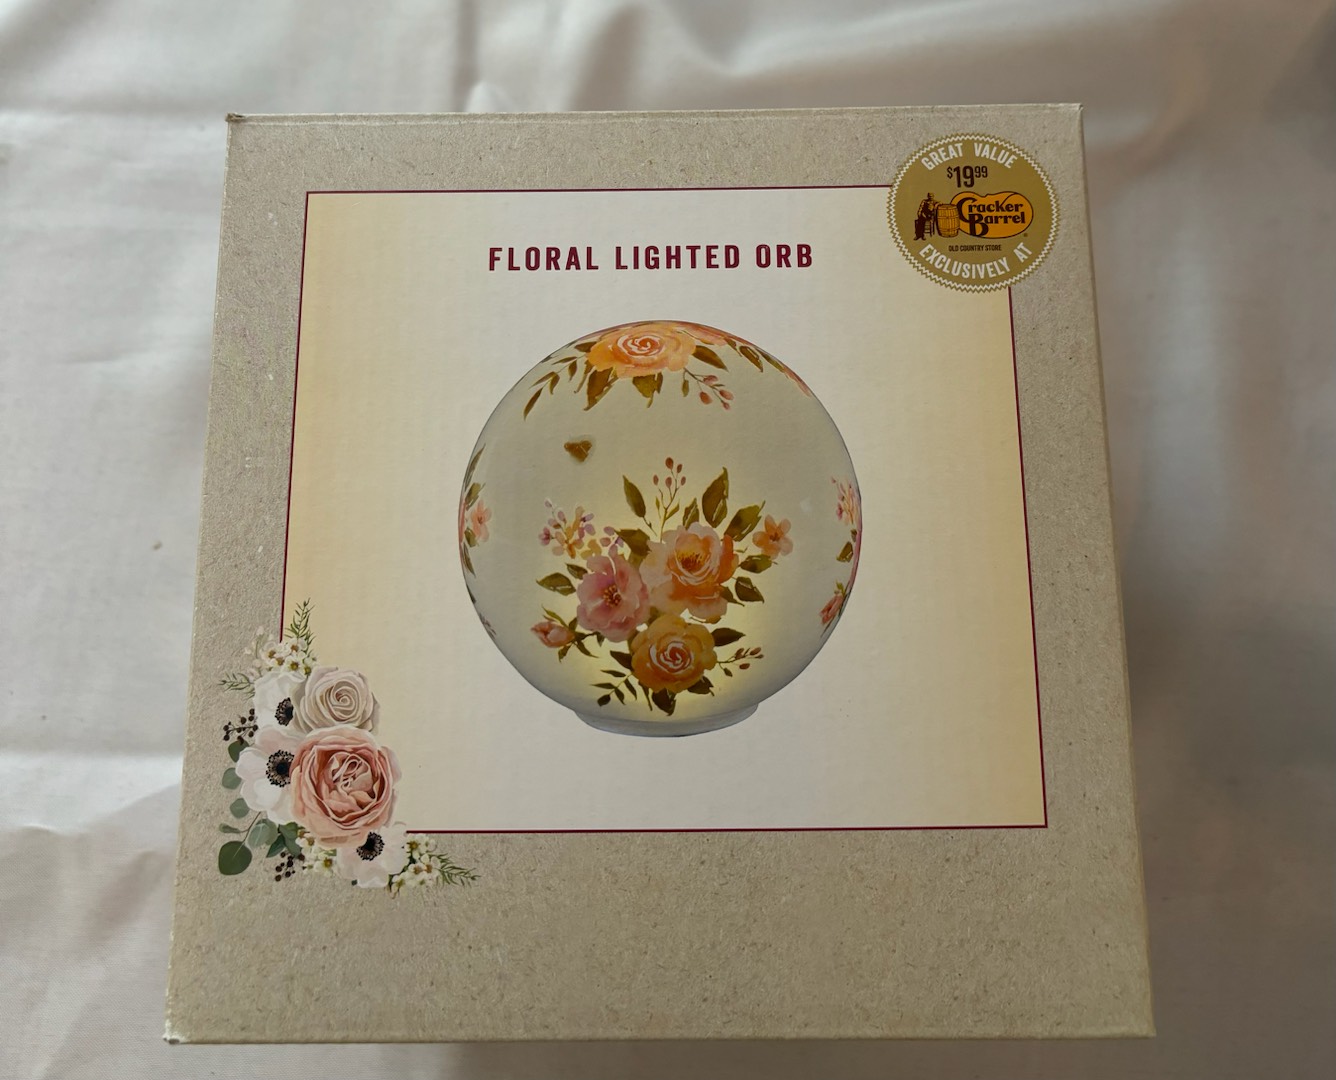 GREAT VALUE
$19.99
Cracker
Barrel
OLD COUNTRY STORE
EXCLUSIVELY AT
FLORAL LIGHTED ORB